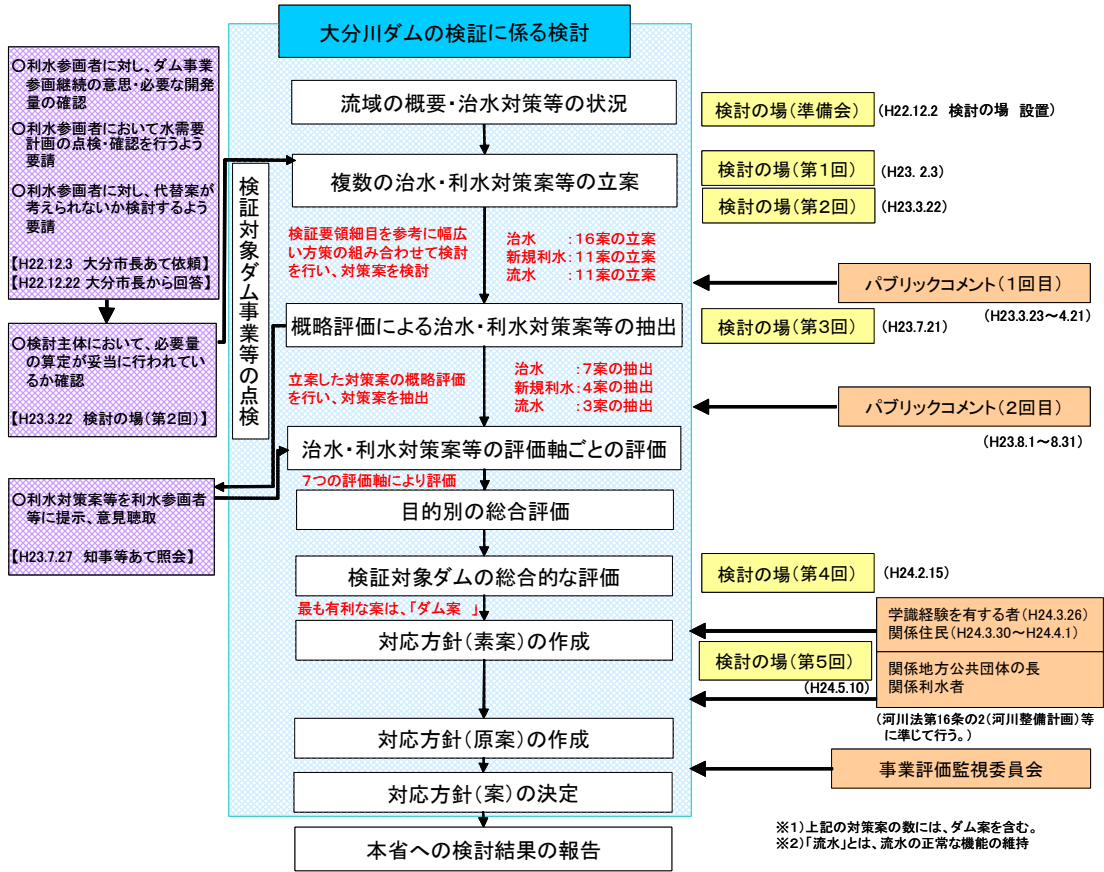 大分川ダムの検証に係る検討
〇利水参画者に対し、ダム事業
参画継続の意思・必要な開発
量の確認
〇利水参画者において水需要
計画の点検・確認を行うよう
要請
〇利水参画者に対し、代替案が
考えられないか検討するよう
要請
【H22.12.3 大分市長あて依頼】
【H22.12.22 大分市長から回答】
〇検討主体において、必要量
の算定が妥当に行われてい
るか確認
【H23.3.22 検討の場(第2回)】
〇利水対策案等を利水参画者
等に提示、意見聴取
【H23.7.27 知事等あて照会】
検証対象ダム事業等の点検
流域の概要・治水対策等の状況
複数の治水・利水対策案等の立案
検証要領細目を参考に幅広
い方策の組み合わせて検討
を行い、対策案を検討
治水 :16案の立案
新規利水:11案の立案
流水 :11案の立案
概略評価による治水・利水対策案等の抽出
立案した対策案の概略評価
を行い、対策案を抽出
治水 :7案の抽出
新規利水:4案の抽出
流水 :3案の抽出
治水・利水対策案等の評価軸ごとの評価
7つの評価軸により評価
目的別の総合評価
検証対象ダムの総合的な評価
最も有利な案は、「ダム案 」
対応方針(素案)の作成
対応方針(原案)の作成
対応方針(案)の決定
本省への検討結果の報告
検討の場(準備会)
(H22.12.2 検討の場 設置)
検討の場(第1回)
(H23. 2.3)
検討の場(第2回)
(H23.3.22)
パブリックコメント(1回目)
(H23.3.23~4.21)
検討の場(第3回)
(H23.7.21)
パブリックコメント(2回目)
(H23.8.1~8.31)
検討の場(第4回)
(H24.2.15)
学識経験を有する者(H24.3.26)
関係住民(H24.3.30~H24.4.1)
検討の場(第5回)
(H24.5.10)
関係地方公共団体の長
関係利水者
(河川法第16条の2(河川整備計画)等
に準じて行う。)
事業評価監視委員会
※1)上記の対策案の数には、ダム案を含む。
※2)「流水」とは、流水の正常な機能の維持